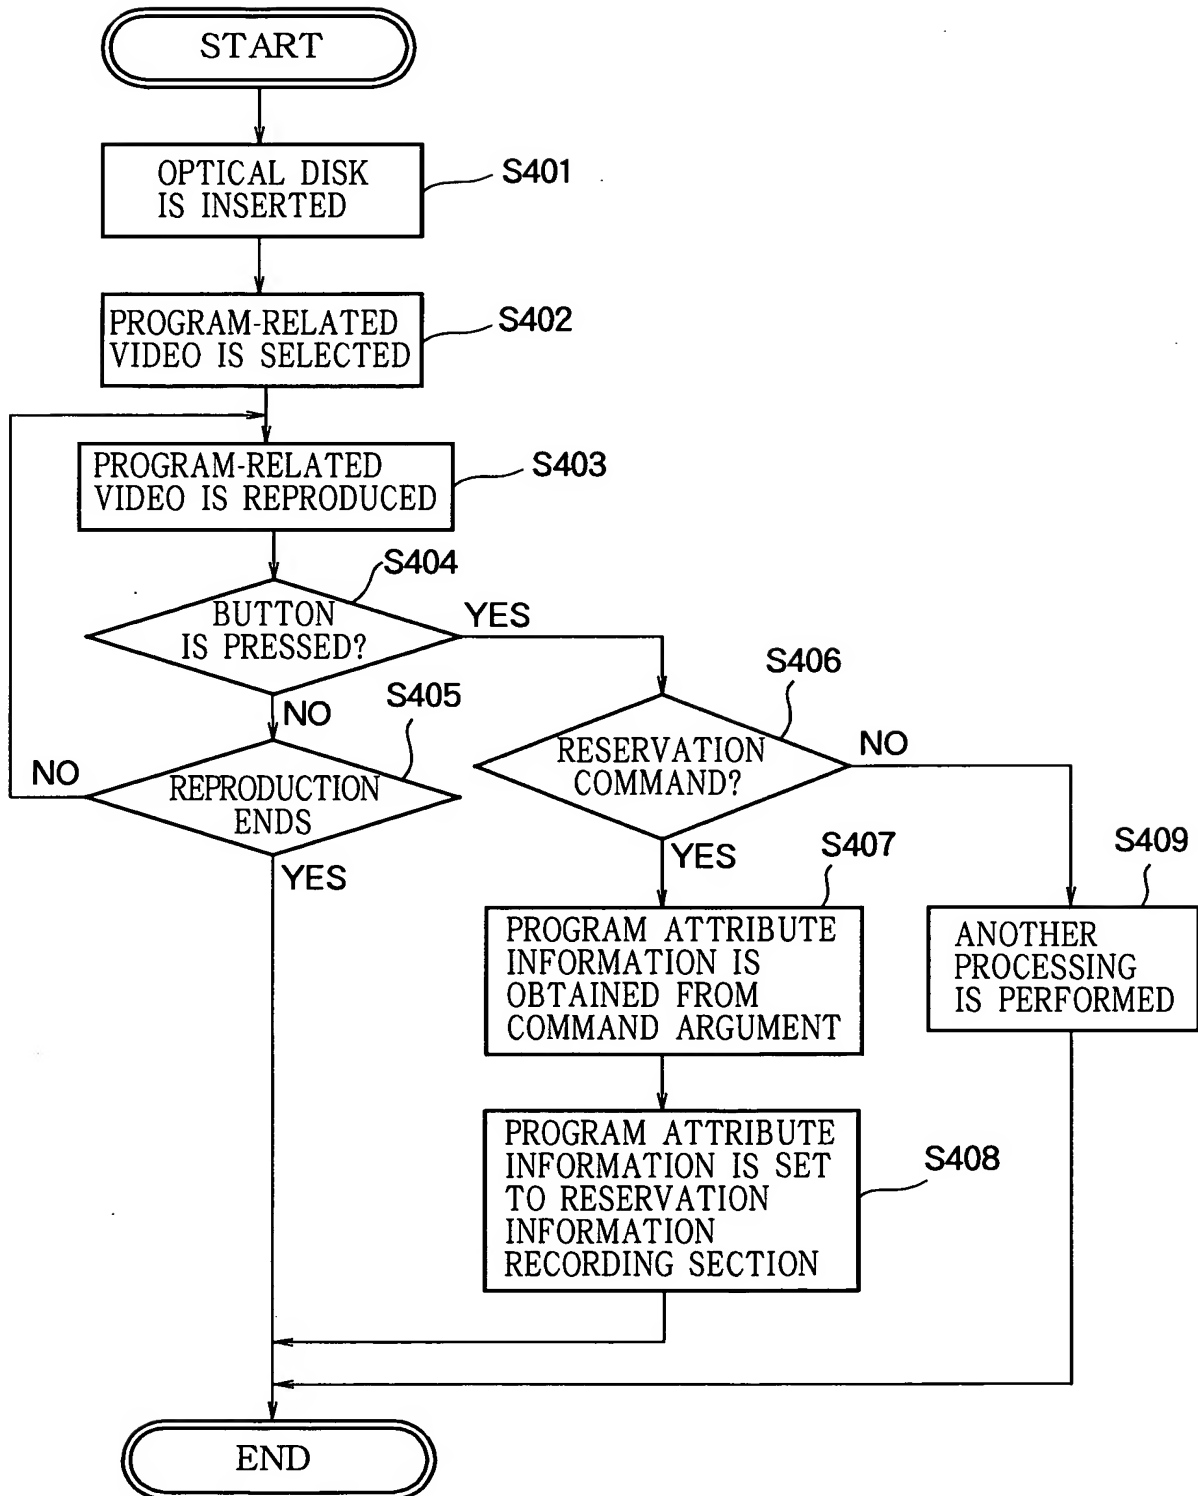 START
OPTICAL DISK
IS INSERTED
S401
PROGRAM-RELATED
VIDEO IS SELECTED
S402
PROGRAM-RELATED
VIDEO IS REPRODUCED
S403
S404
BUTTON
IS PRESSED?
YES
NO
S405
REPRODUCTION
ENDS
NO
YES
S406
RESERVATION
COMMAND?
NO
YES
S407
PROGRAM ATTRIBUTE
INFORMATION IS
OBTAINED FROM
COMMAND ARGUMENT
S409
ANOTHER
PROCESSING
IS PERFORMED
PROGRAM ATTRIBUTE
INFORMATION IS SET
TO RESERVATION
INFORMATION
RECORDING SECTION
S408
END